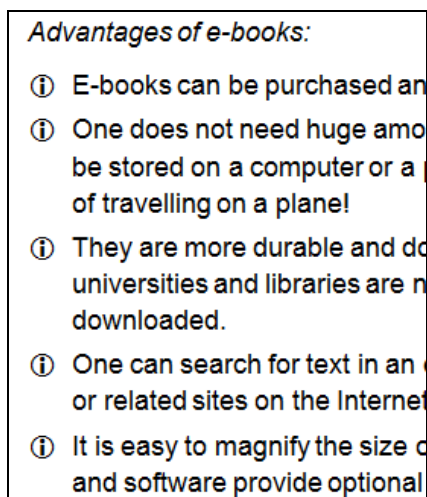 Advantages of e-books:
ⓘ E-books can be purchased an
ⓘ One does not need huge amo
be stored on a computer or a
of travelling on a plane!
ⓘ They are more durable and do
universities and libraries are n
downloaded.
ⓘ One can search for text in an
or related sites on the Internet
ⓘ It is easy to magnify the size o
and software provide optional